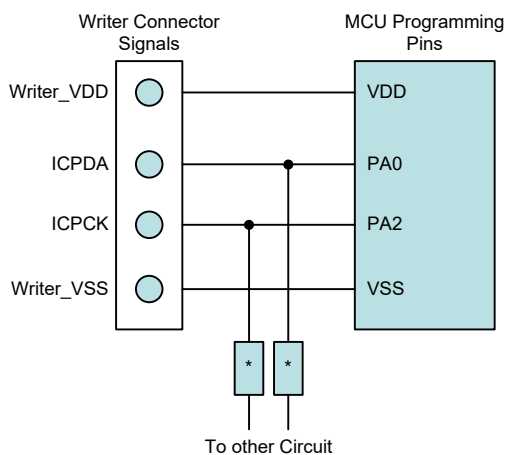 Writer Connector
Signals
MCU Programming
Pins
Writer_VDD
VDD
ICPDA
PA0
ICPCK
PA2
Writer_VSS
VSS
* *
To other Circuit